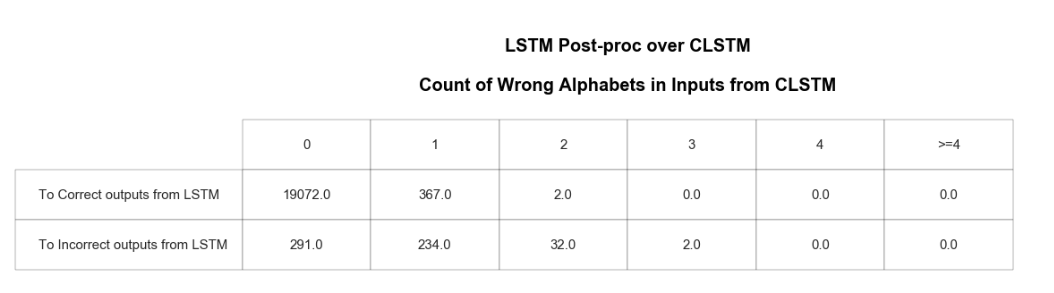 LSTM Post-proc over CLSTM
Count of Wrong Alphabets in Inputs from CLSTM
0 1 2 3 4 >=4
To Correct outputs from LSTM 19072.0 367.0 2.0 0.0 0.0 0.0
To Incorrect outputs from LSTM 291.0 234.0 32.0 2.0 0.0 0.0